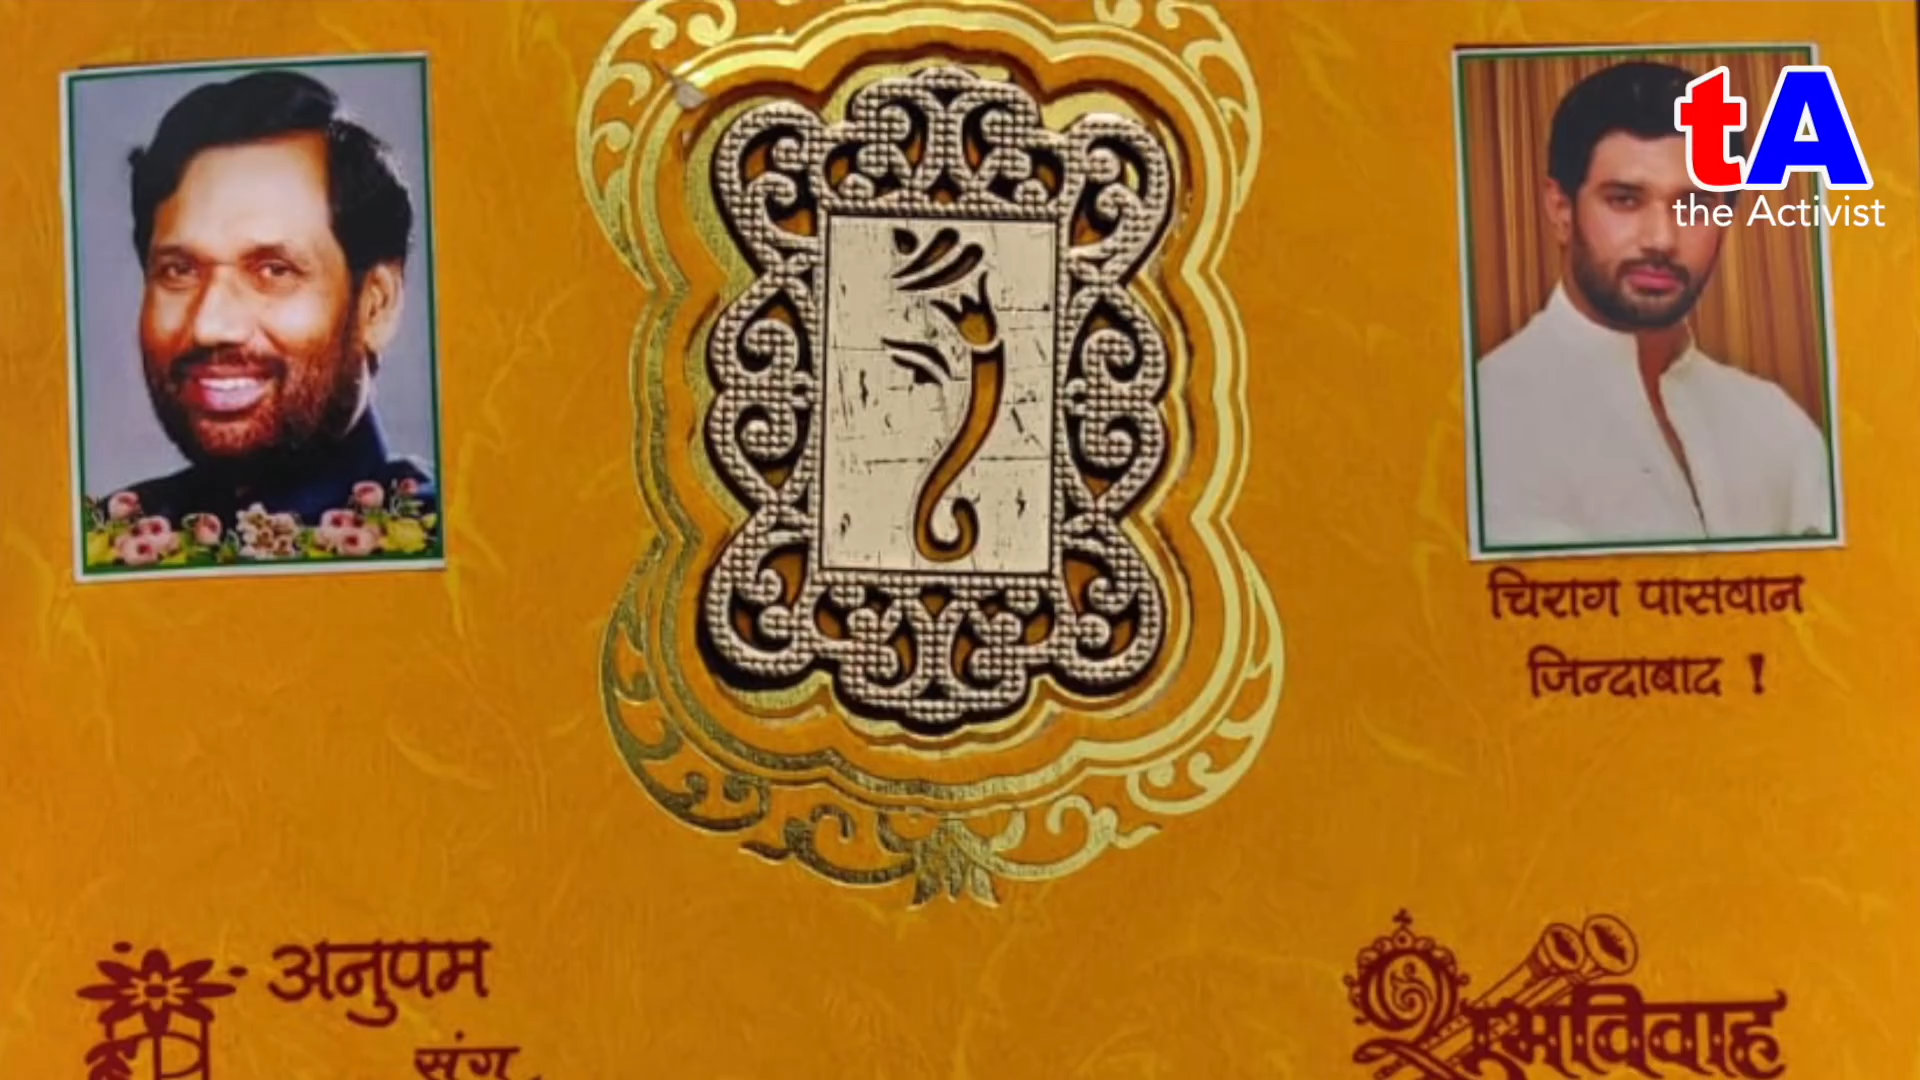 tA
the Activist
चिराग पासवान
जिन्दाबाद !
अनुपम
संग
शुभविवाह